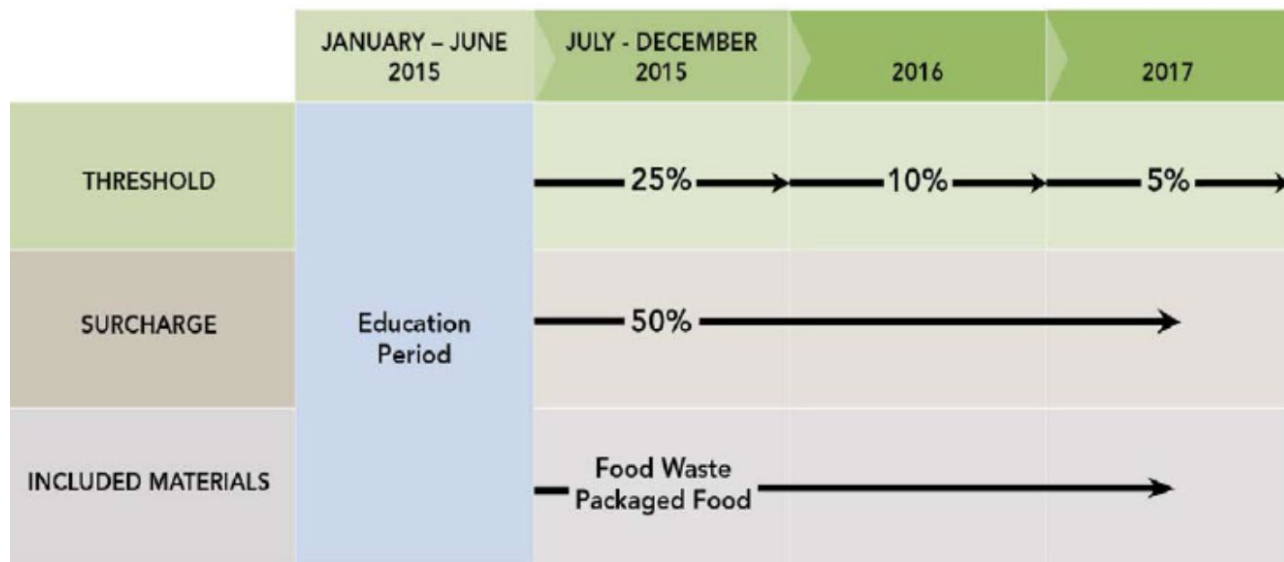 JANUARY – JUNE
2015
JULY - DECEMBER
2015
2016
2017
THRESHOLD
25%
10%
5%
SURCHARGE
Education
Period
50%
INCLUDED MATERIALS
Food Waste
Packaged Food